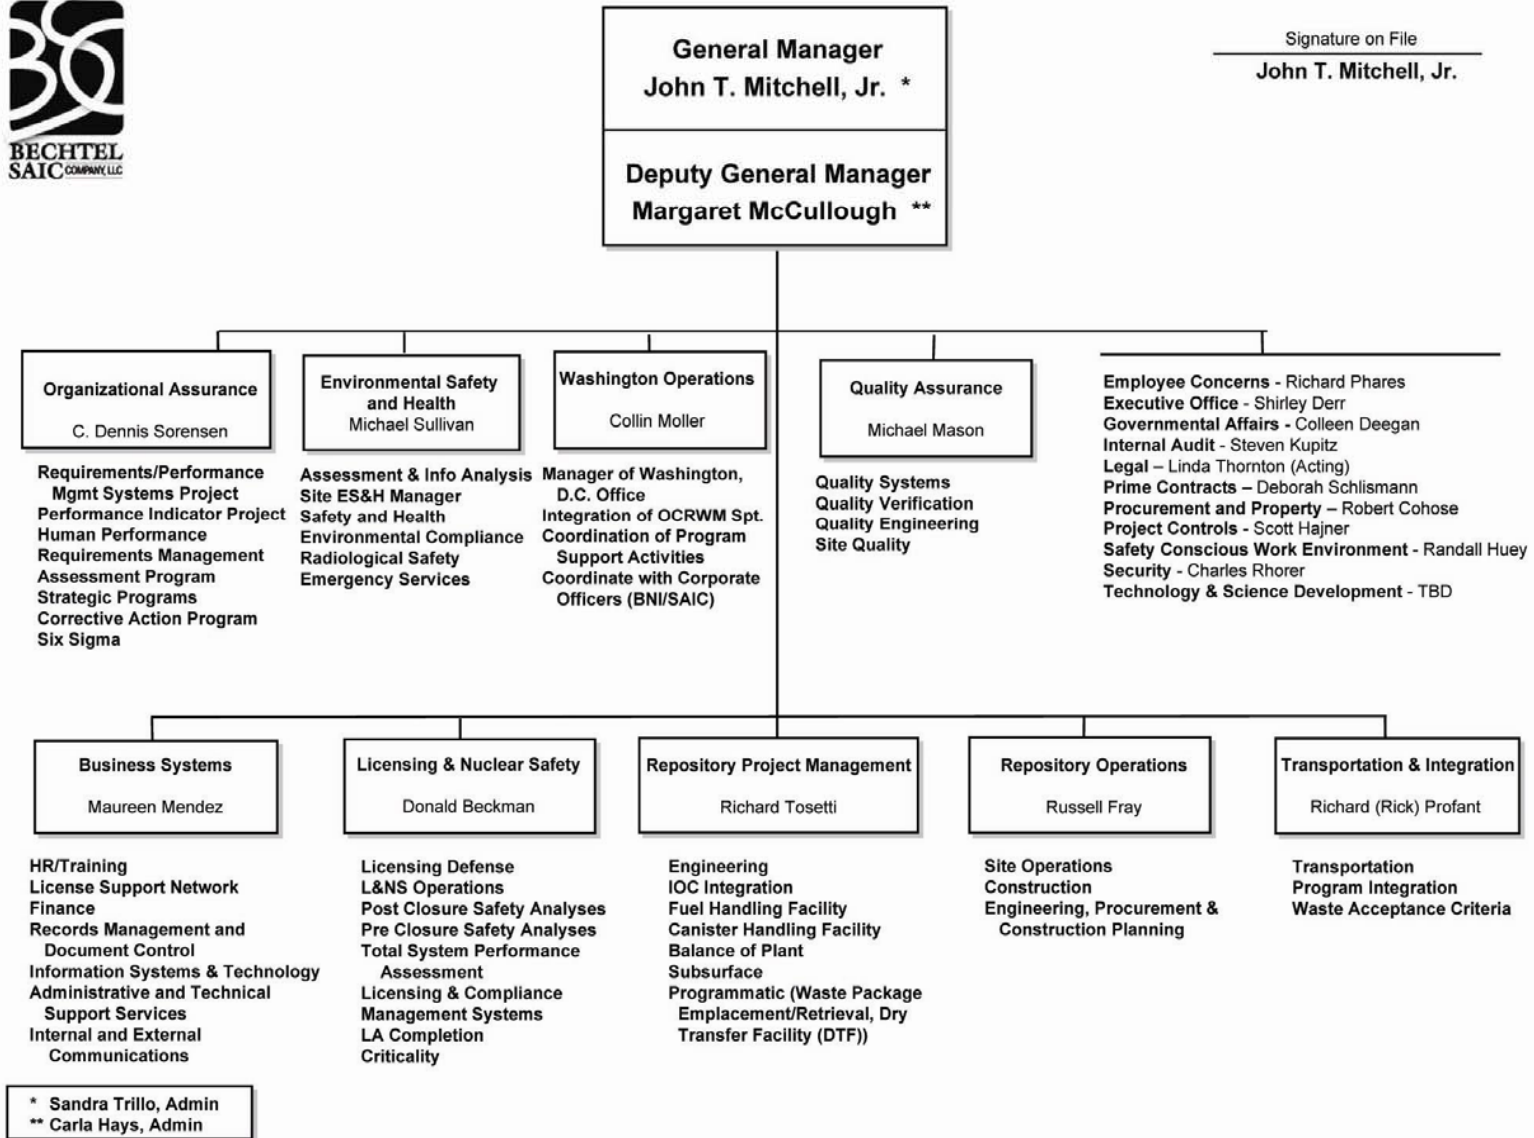 BECHTEL
SAIC COMPANY, LLC
General Manager
John T. Mitchell, Jr. *
Deputy General Manager
Margaret McCullough **
Signature on File
John T. Mitchell, Jr.
Organizational Assurance
C. Dennis Sorensen
Requirements/Performance
Mgmt Systems Project
Performance Indicator Project
Human Performance
Requirements Management
Assessment Program
Strategic Programs
Corrective Action Program
Six Sigma
Environmental Safety
and Health
Michael Sullivan
Assessment & Info Analysis
Site ES&H Manager
Safety and Health
Environmental Compliance
Radiological Safety
Emergency Services
Washington Operations
Collin Moller
Manager of Washington,
D.C. Office
Integration of OCRWM Spt.
Coordination of Program
Support Activities
Coordinate with Corporate
Officers (BNI/SAIC)
Quality Assurance
Michael Mason
Quality Systems
Quality Verification
Quality Engineering
Site Quality
Employee Concerns - Richard Phares
Executive Office - Shirley Derr
Governmental Affairs - Colleen Deegan
Internal Audit - Steven Kupitz
Legal – Linda Thornton (Acting)
Prime Contracts – Deborah Schlismann
Procurement and Property – Robert Cohose
Project Controls - Scott Hajner
Safety Conscious Work Environment - Randall Huey
Security - Charles Rhorer
Technology & Science Development - TBD
Business Systems
Maureen Mendez
HR/Training
License Support Network
Finance
Records Management and
Document Control
Information Systems & Technology
Administrative and Technical
Support Services
Internal and External
Communications
Licensing & Nuclear Safety
Donald Beckman
Licensing Defense
L&NS Operations
Post Closure Safety Analyses
Pre Closure Safety Analyses
Total System Performance
Assessment
Licensing & Compliance
Management Systems
LA Completion
Criticality
Repository Project Management
Richard Tosetti
Engineering
IOC Integration
Fuel Handling Facility
Canister Handling Facility
Balance of Plant
Subsurface
Programmatic (Waste Package
Emplacement/Retrieval, Dry
Transfer Facility (DTF))
Repository Operations
Russell Fray
Site Operations
Construction
Engineering, Procurement &
Construction Planning
Transportation & Integration
Richard (Rick) Profant
Transportation
Program Integration
Waste Acceptance Criteria
* Sandra Trillo, Admin
** Carla Hays, Admin